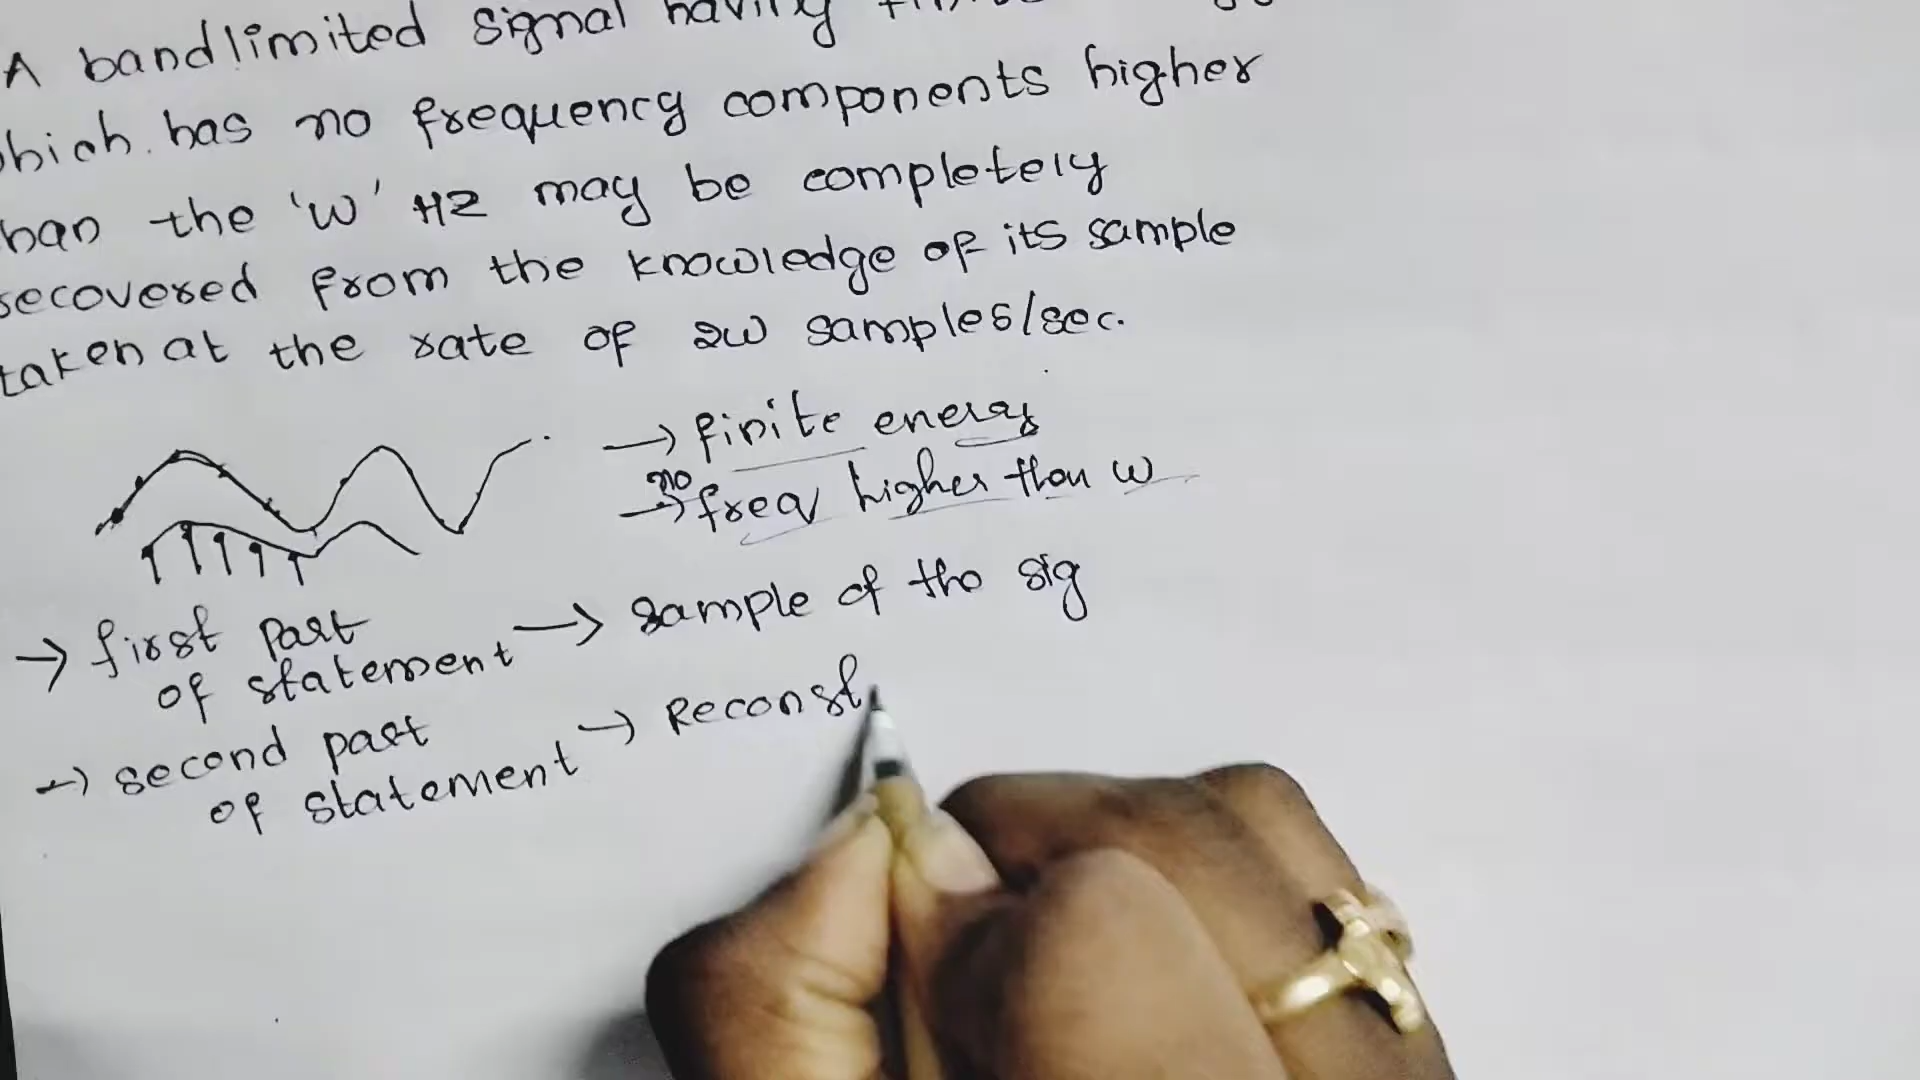 A bandlimited signal having
hich has no frequency components higher
han the 'W' HZ may be completely
recovered from the knowledge of its sample
taken at the rate of 2W samples/sec.
→ finite energy
no
→ freq higher than W
→ first part
of statement → sample of the sig
→ second part
of statement → Reconst